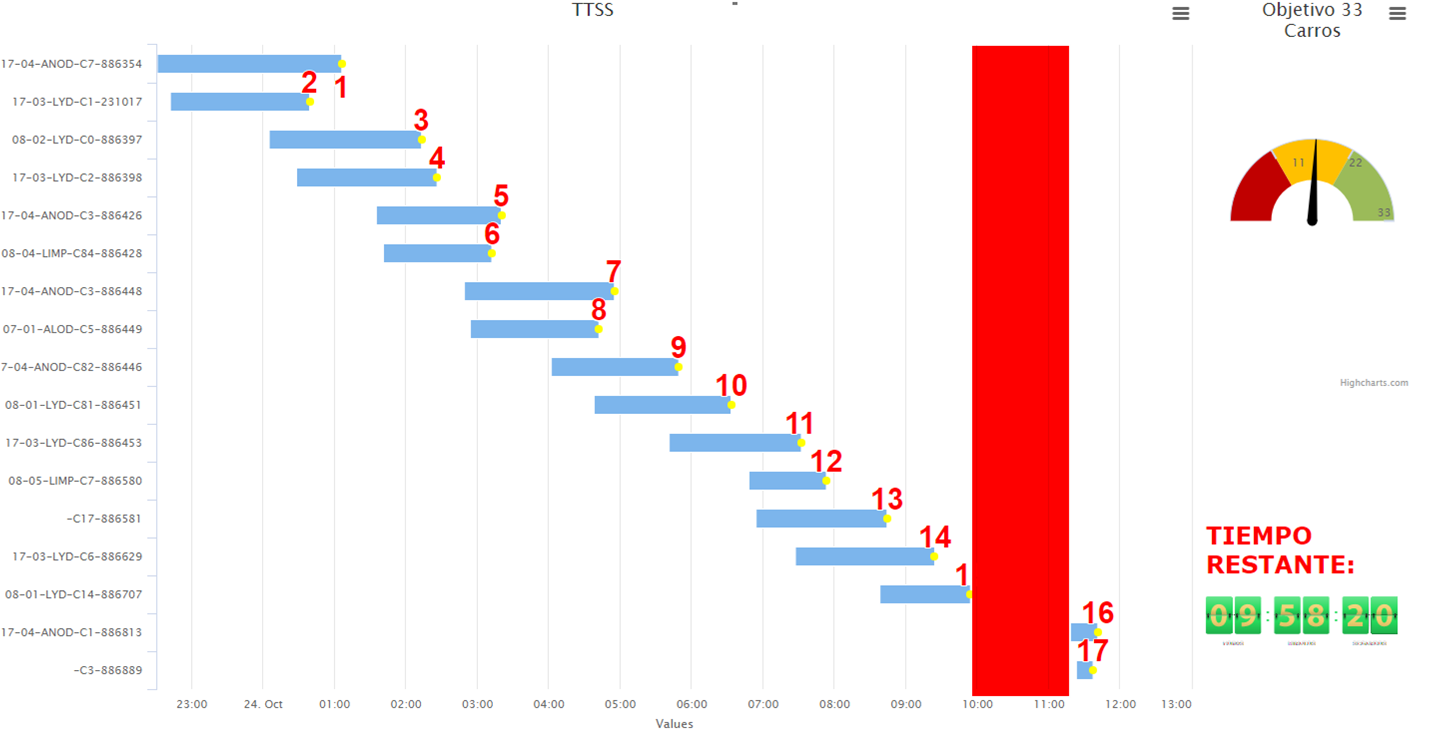 TTSS
Objetivo 33
Carros
17-04-ANOD-C7-886354
1
17-03-LYD-C1-231017
2
08-02-LYD-C0-886397
3
17-03-LYD-C2-886398
4
17-04-ANOD-C3-886426
5
08-04-LIMP-C84-886428
6
17-04-ANOD-C3-886448
7
07-01-ALOD-C5-886449
8
7-04-ANOD-C82-886446
9
08-01-LYD-C81-886451
10
17-03-LYD-C86-886453
11
08-05-LIMP-C7-886580
12
-C17-886581
13
17-03-LYD-C6-886629
14
08-01-LYD-C14-886707
1
17-04-ANOD-C1-886813
16
-C3-886889
17
23:00 24. Oct 01:00 02:00 03:00 04:00 05:00 06:00 07:00 08:00 09:00 10:00 11:00 12:00 13:00
Values
11 22
33
Highcharts.com
TIEMPO
RESTANTE:
09:58:20